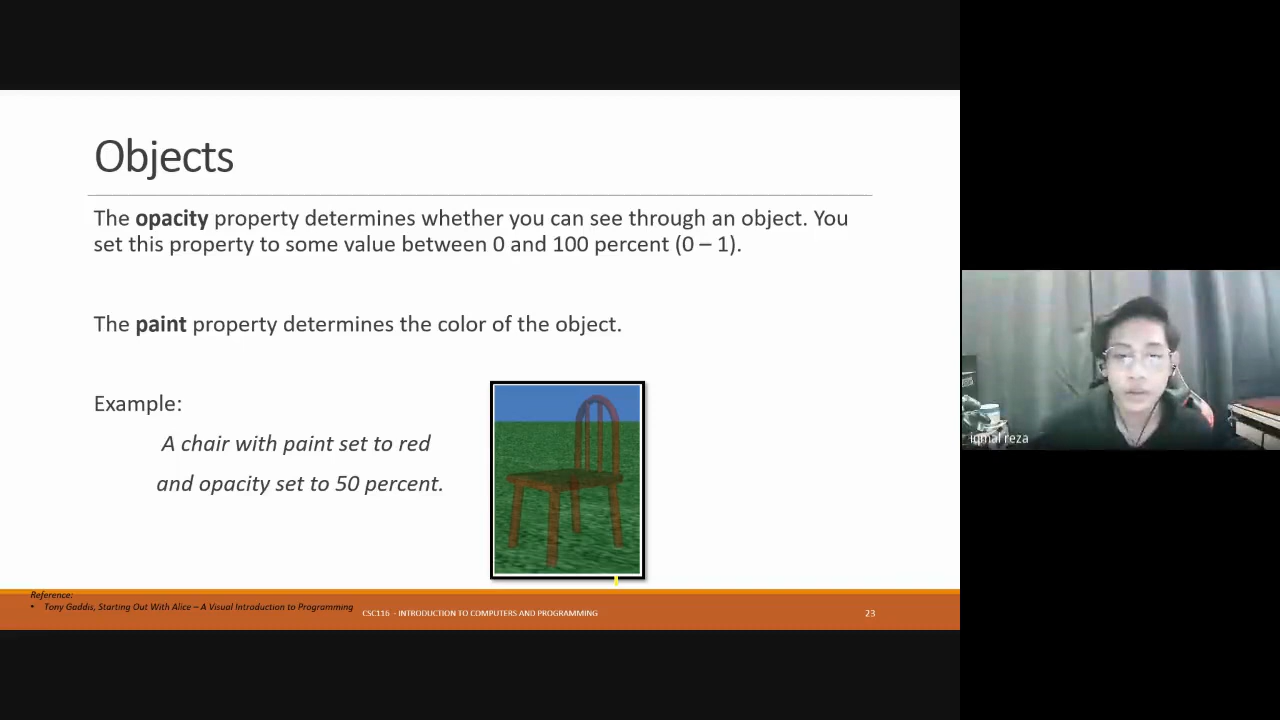 Objects
The opacity property determines whether you can see through an object. You
set this property to some value between 0 and 100 percent (0 – 1).
The paint property determines the color of the object.
Example:
A chair with paint set to red
and opacity set to 50 percent.
iqmal reza
Reference:
• Tony Gaddis, Starting Out With Alice – A Visual Introduction to Programming
CSC116 - INTRODUCTION TO COMPUTERS AND PROGRAMMING
23